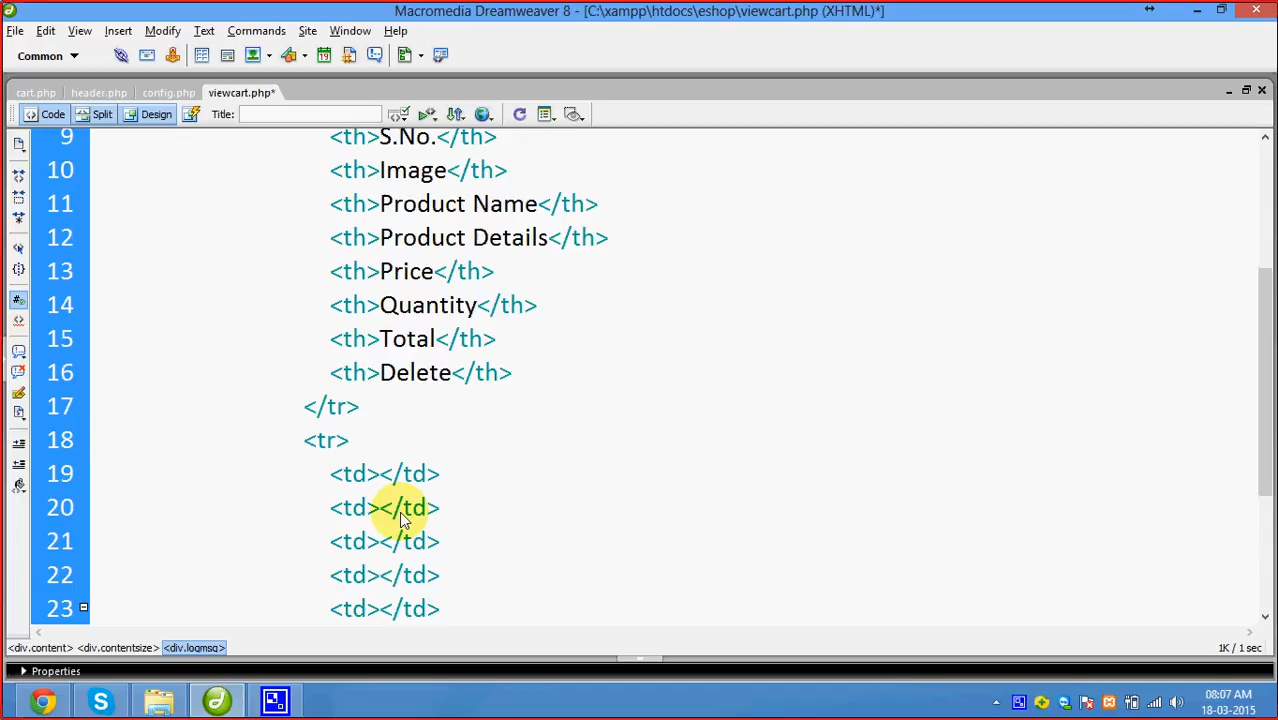 Macromedia Dreamweaver 8 - [C:\xampp\htdocs\eshop\viewcart.php (XHTML)*]
File Edit View Insert Modify Text Commands Site Window Help
Common
19
cart.php header.php config.php viewcart.php*
Code Split Design Title:
9 <th>S.No.</th>
10 <th>Image</th>
11 <th>Product Name</th>
12 <th>Product Details</th>
13 <th>Price</th>
14 <th>Quantity</th>
15 <th>Total</th>
16 <th>Delete</th>
17 </tr>
18 <tr>
19 <td></td>
20 <td></td>
21 <td></td>
22 <td></td>
23 <td></td>
<div.content> <div.contentsize> <div.logmsg> 1K / 1 sec
Properties
08:07 AM
18-03-2015